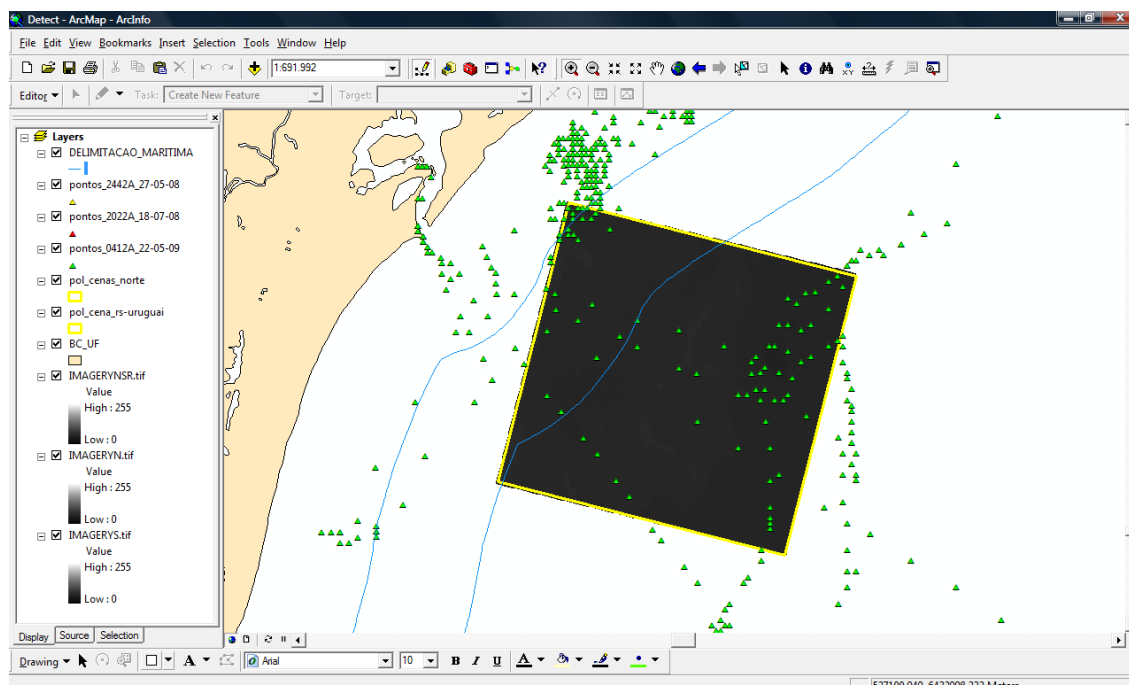 Detect - ArcMap - ArcInfo
File Edit View Bookmarks Insert Selection Tools Window Help
1:691.992
Editor Task: Create New Feature Target:
Layers
DELIMITACAO_MARITIMA
pontos_2442A_27-05-08
pontos_2022A_18-07-08
pontos_0412A_22-05-09
pol_cenas_norte
pol_cena_rs-uruguai
BC_UF
IMAGERYNSR.tif
Value
High : 255
Low : 0
IMAGERYN.tif
Value
High : 255
Low : 0
IMAGERYS.tif
Value
High : 255
Low : 0
Display Source Selection
Drawing A Arial 10 B I U A